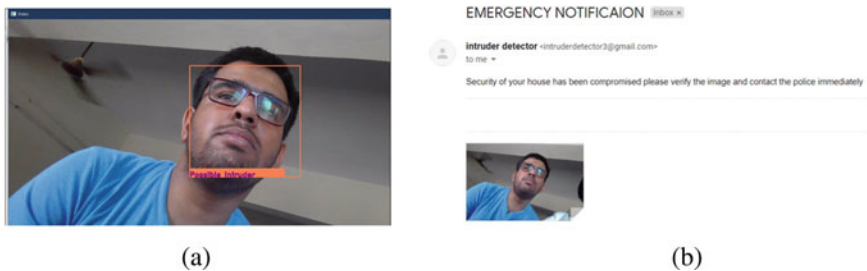 Video
Possible Intruder
(a)
EMERGENCY NOTIFICAION Inbox ×
intruder detector <intruderdetector3@gmail.com>
to me
Security of your house has been compromised please verify the image and contact the police immediately
(b)